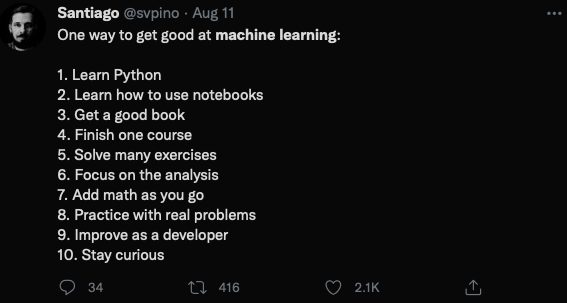 Santiago @svpino · Aug 11
One way to get good at machine learning:
1. Learn Python
2. Learn how to use notebooks
3. Get a good book
4. Finish one course
5. Solve many exercises
6. Focus on the analysis
7. Add math as you go
8. Practice with real problems
9. Improve as a developer
10. Stay curious
34 416 2.1K